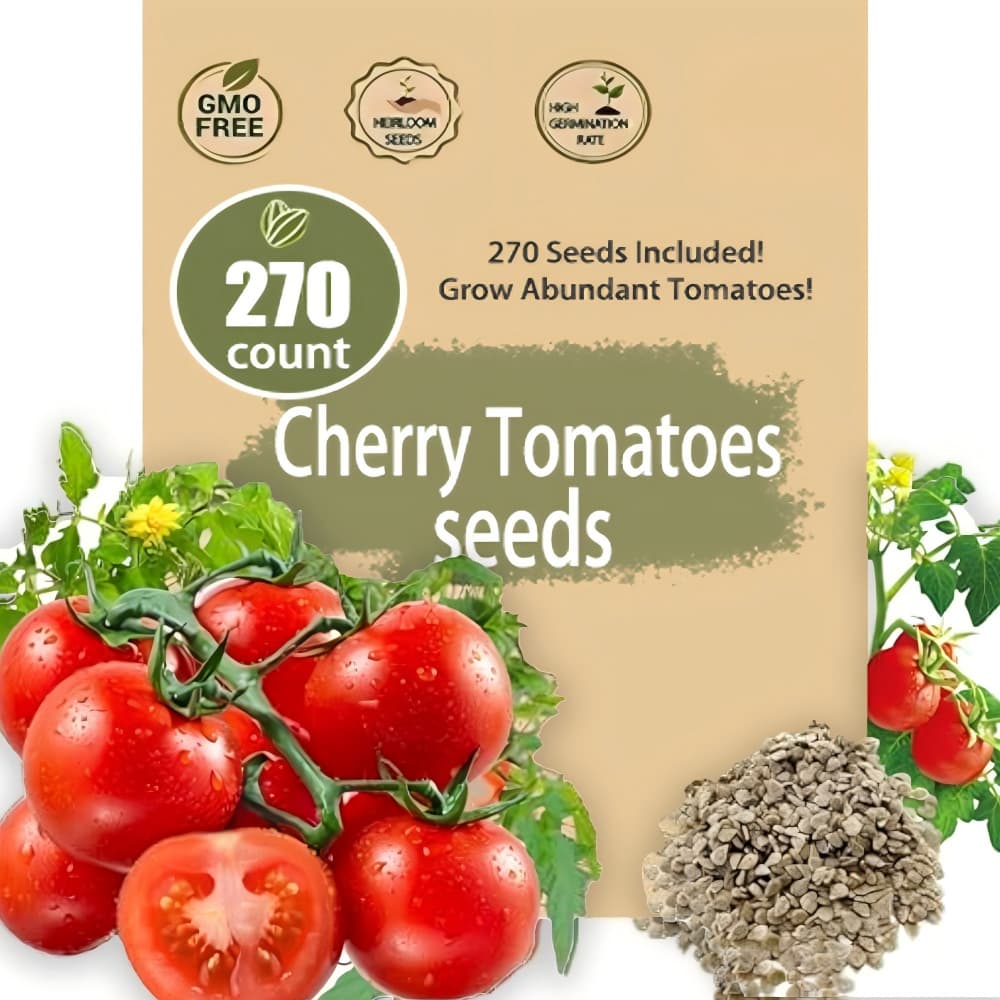 GMO
FREE
HEIRLOOM
SEEDS
HIGH
GERMINATION
RATE
270
count
270 Seeds Included!
Grow Abundant Tomatoes!
Cherry Tomatoes
seeds